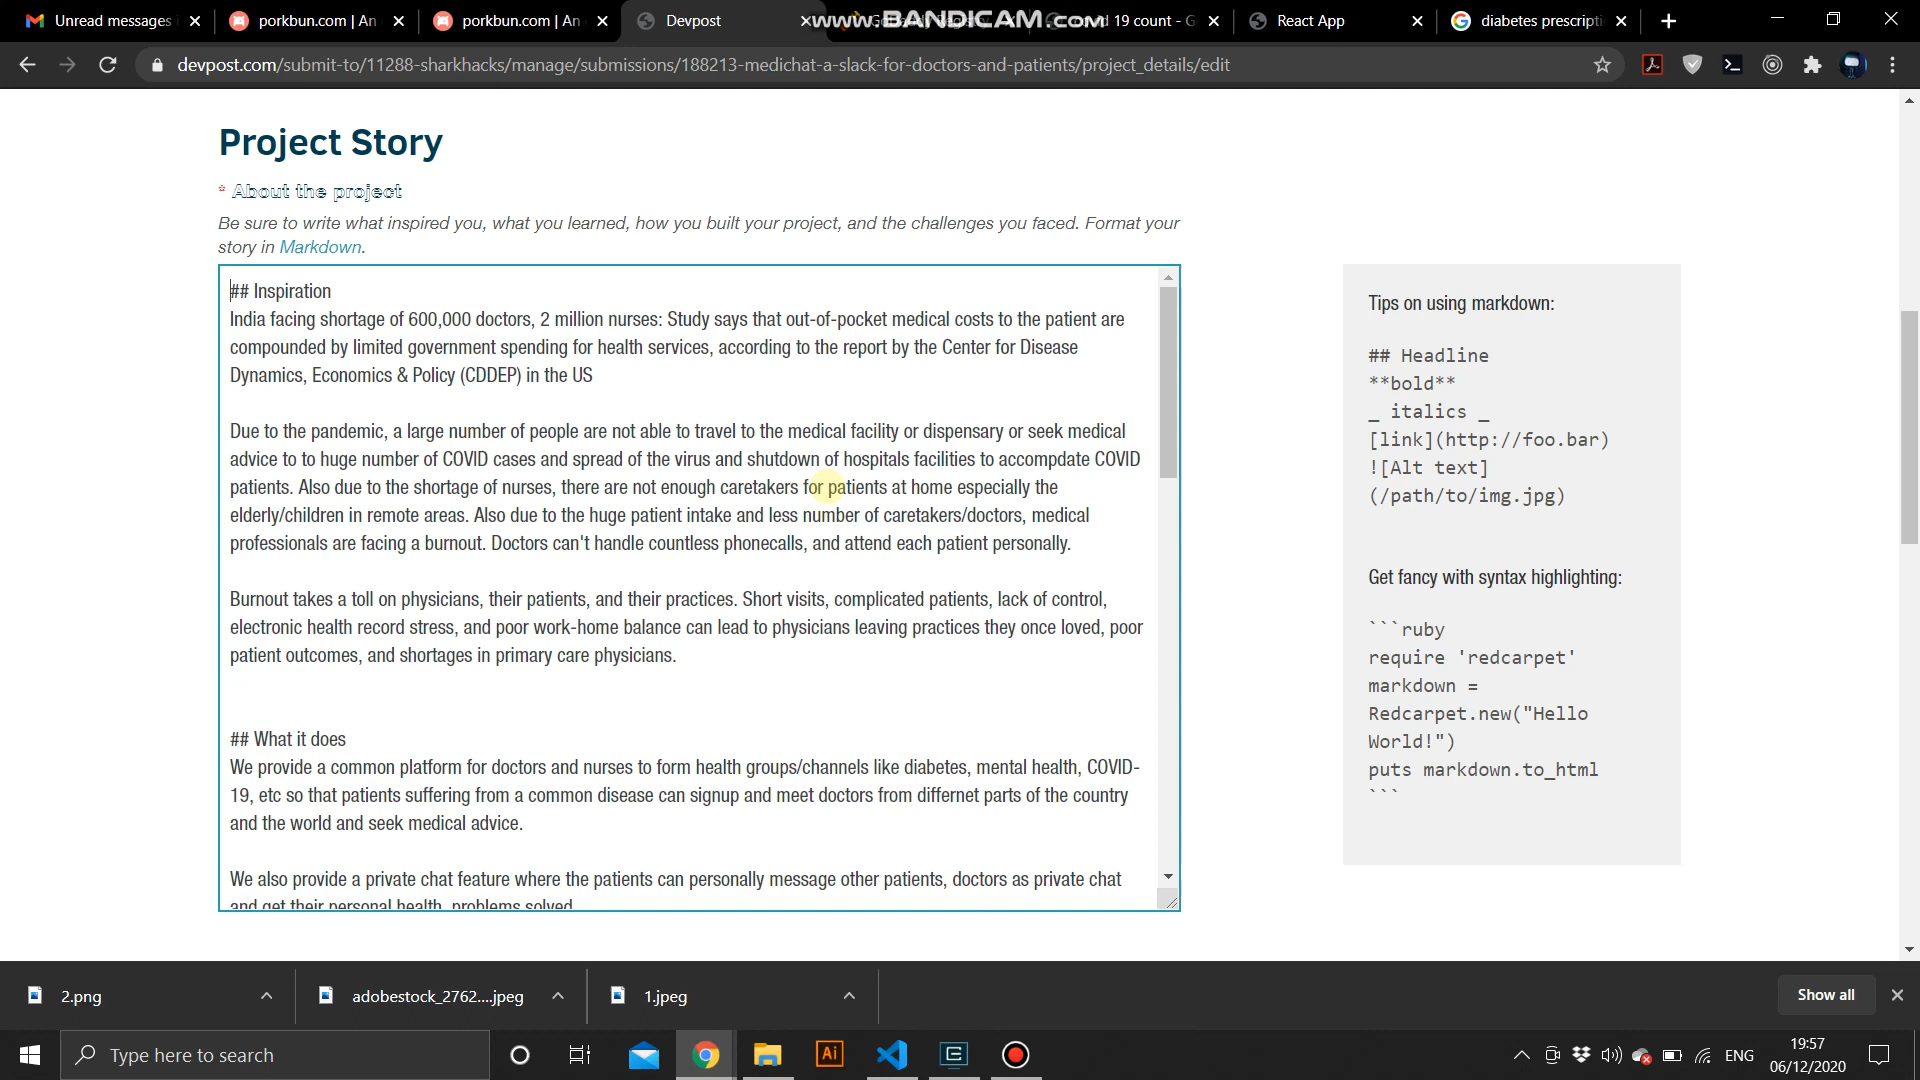 Unread messages
porkbun.com | An
porkbun.com | An
Devpost
www.BANDICAM.com
19 count - G
React App
diabetes prescripti
devpost.com/submit-to/11288-sharkhacks/manage/submissions/188213-medichat-a-slack-for-doctors-and-patients/project_details/edit
Project Story
* About the project
Be sure to write what inspired you, what you learned, how you built your project, and the challenges you faced. Format your
story in Markdown.
## Inspiration
India facing shortage of 600,000 doctors, 2 million nurses: Study says that out-of-pocket medical costs to the patient are
compounded by limited government spending for health services, according to the report by the Center for Disease
Dynamics, Economics & Policy (CDDEP) in the US
Due to the pandemic, a large number of people are not able to travel to the medical facility or dispensary or seek medical
advice to to huge number of COVID cases and spread of the virus and shutdown of hospitals facilities to accompdate COVID
patients. Also due to the shortage of nurses, there are not enough caretakers for patients at home especially the
elderly/children in remote areas. Also due to the huge patient intake and less number of caretakers/doctors, medical
professionals are facing a burnout. Doctors can't handle countless phonecalls, and attend each patient personally.
Burnout takes a toll on physicians, their patients, and their practices. Short visits, complicated patients, lack of control,
electronic health record stress, and poor work-home balance can lead to physicians leaving practices they once loved, poor
patient outcomes, and shortages in primary care physicians.
## What it does
We provide a common platform for doctors and nurses to form health groups/channels like diabetes, mental health, COVID-
19, etc so that patients suffering from a common disease can signup and meet doctors from differnet parts of the country
and the world and seek medical advice.
We also provide a private chat feature where the patients can personally message other patients, doctors as private chat
and get their personal health, problems solved
Tips on using markdown:
## Headline
**bold**
_ italics _
[link](http://foo.bar)
![Alt text]
(/path/to/img.jpg)
Get fancy with syntax highlighting:
```ruby
require 'redcarpet'
markdown =
Redcarpet.new("Hello
World!")
puts markdown.to_html
```
2.png
adobestock_2762....jpeg
1.jpeg
Show all
Type here to search
Ai
ENG
19:57
06/12/2020